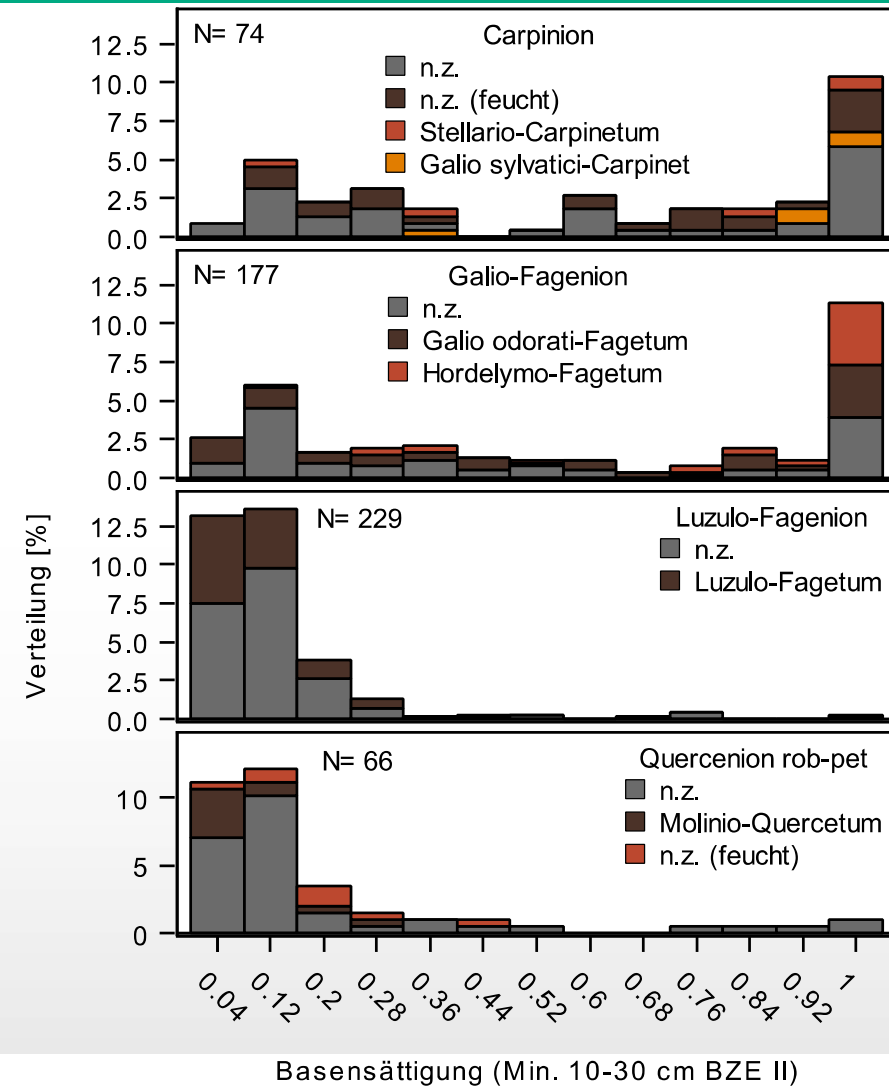 N= 74
Carpinion
n.z.
n.z. (feucht)
Stellario-Carpinetum
Galio sylvatici-Carpinet
12.5
10.0
7.5
5.0
2.5
0.0
N= 177
Galio-Fagenion
n.z.
Galio odorati-Fagetum
Hordelymo-Fagetum
12.5
10.0
7.5
5.0
2.5
0.0
N= 229
Luzulo-Fagenion
n.z.
Luzulo-Fagetum
12.5
10.0
7.5
5.0
2.5
0.0
N= 66
Quercenion rob-pet
n.z.
Molinio-Quercetum
n.z. (feucht)
10
5
0
Verteilung [%]
0.04 0.12 0.2 0.28 0.36 0.44 0.52 0.6 0.68 0.76 0.84 0.92 1
Basensättigung (Min. 10-30 cm BZE II)